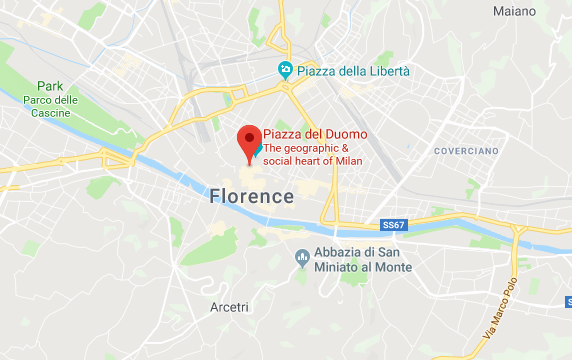 Maiano
Piazza della Libertà
Park
Parco delle
Cascine
Piazza del Duomo
The geographic &
social heart of Milan
COVERCIANO
Florence
SS67
Abbazia di San
Miniato al Monte
Arcetri
Via Marco Polo